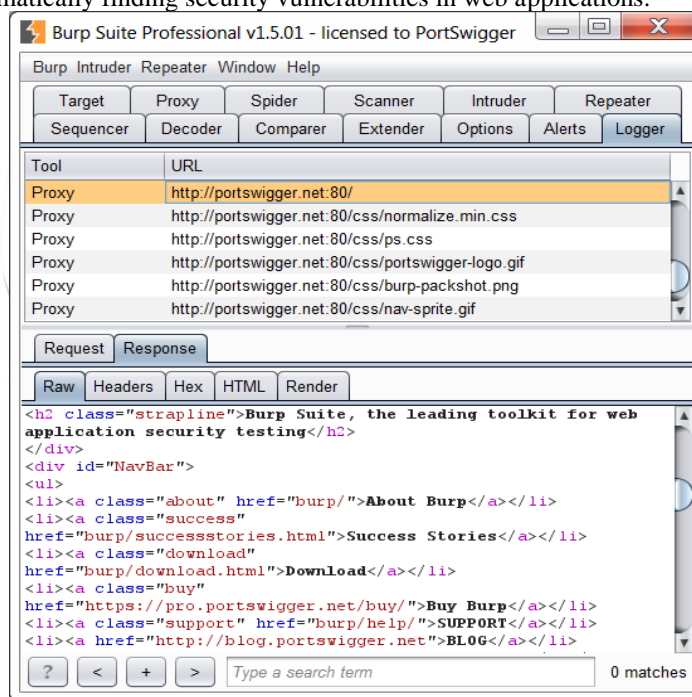 matically finding security vulnerabilities in web applications.
Burp Suite Professional v1.5.01 - licensed to PortSwigger
Burp Intruder Repeater Window Help
Target Proxy Spider Scanner Intruder Repeater
Sequencer Decoder Comparer Extender Options Alerts Logger
Tool URL
Proxy http://portswigger.net:80/
Proxy http://portswigger.net:80/css/normalize.min.css
Proxy http://portswigger.net:80/css/ps.css
Proxy http://portswigger.net:80/css/portswigger-logo.gif
Proxy http://portswigger.net:80/css/burp-packshot.png
Proxy http://portswigger.net:80/css/nav-sprite.gif
Request Response
Raw Headers Hex HTML Render
<h2 class="strapline">Burp Suite, the leading toolkit for web
application security testing</h2>
</div>
<div id="NavBar">
<ul>
<li><a class="about" href="burp/">About Burp</a></li>
<li><a class="success"
href="burp/successstories.html">Success Stories</a></li>
<li><a class="download"
href="burp/download.html">Download</a></li>
<li><a class="buy"
href="https://pro.portswigger.net/buy/">Buy Burp</a></li>
<li><a class="support" href="burp/help/">SUPPORT</a></li>
<li><a href="http://blog.portswigger.net">BLOG</a></li>
? < + > Type a search term 0 matches